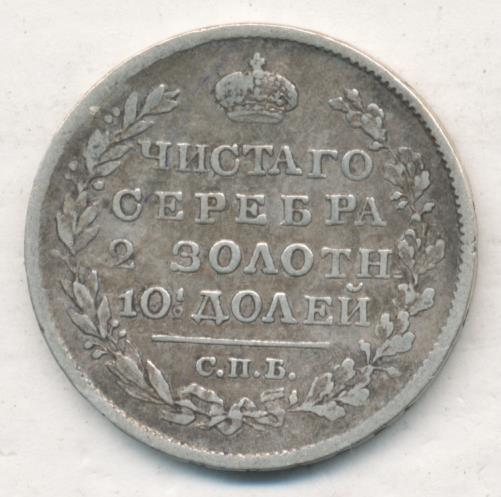 ЧИСТАГО
СЕРЕБРА
2 ЗОЛОТН.
10½ ДОЛЕЙ
С.П.Б.